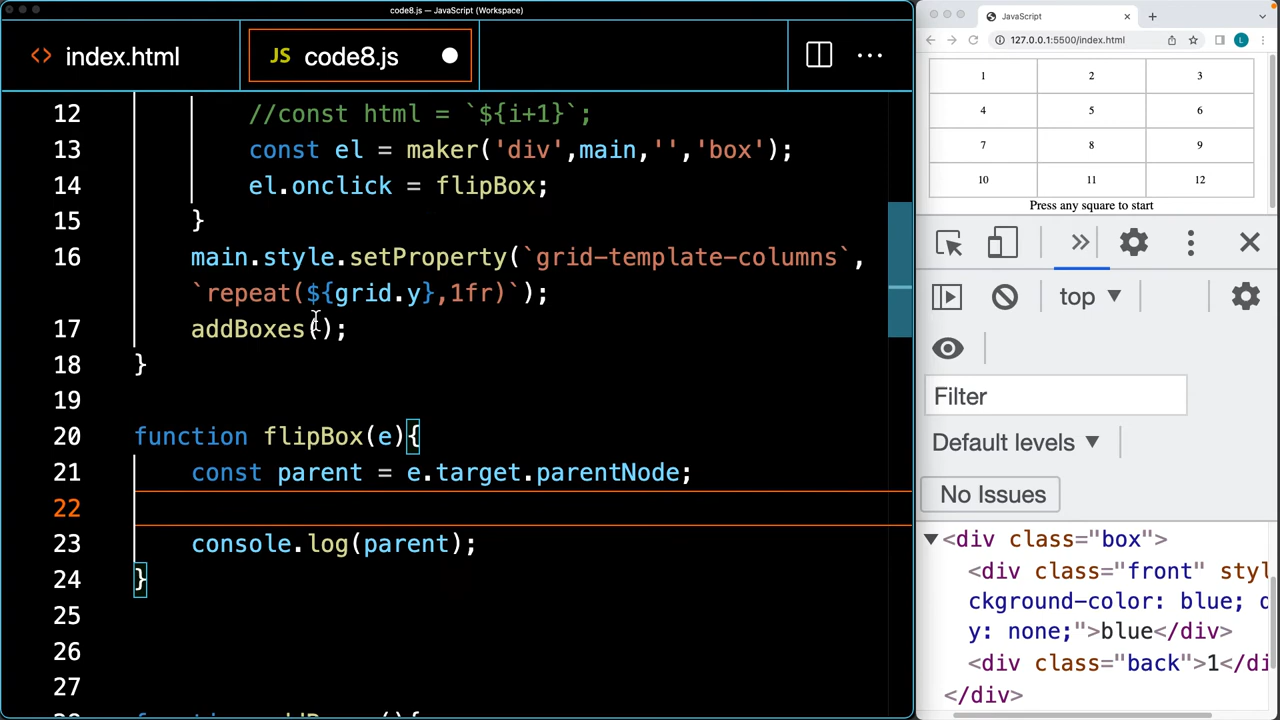 code8.js — JavaScript (Workspace)
index.html
JS code8.js
12 //const html = `${i+1}`;
13 const el = maker('div',main,'','box');
14 el.onclick = flipBox;
15 }
16 main.style.setProperty(`grid-template-columns`,
`repeat(${grid.y},1fr)`);
17 addBoxes();
18 }
19
20 function flipBox(e){
21 const parent = e.target.parentNode;
22
23 console.log(parent);
24 }
25
26
27
JavaScript
127.0.0.1:5500/index.html
L
1 2 3
4 5 6
7 8 9
10 11 12
Press any square to start
top
Filter
Default levels
No Issues
<div class="box">
<div class="front" styl
ckground-color: blue; d
y: none;">blue</div>
<div class="back">1</di
</div>